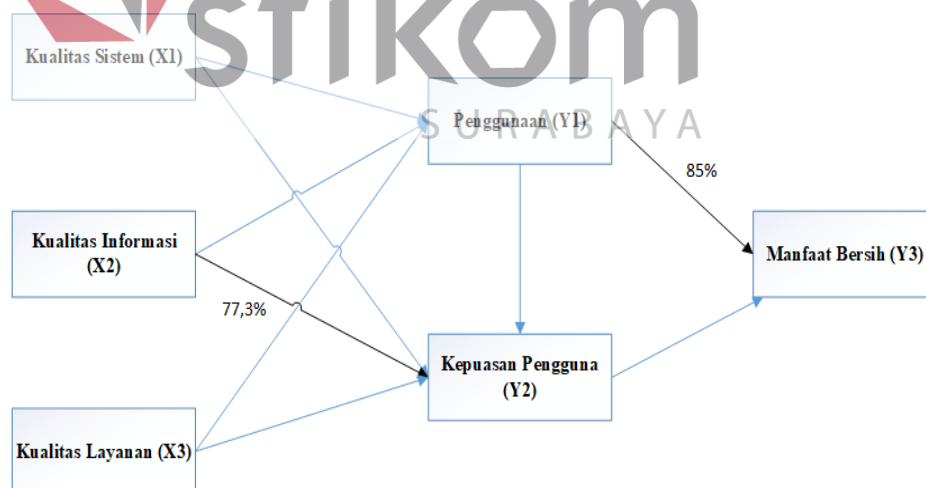 stikom
SURABAYA
Kualitas Sistem (X1)
Penggunaan (Y1)
85%
Kualitas Informasi
(X2)
Manfaat Bersih (Y3)
77,3%
Kepuasan Pengguna
(Y2)
Kualitas Layanan (X3)